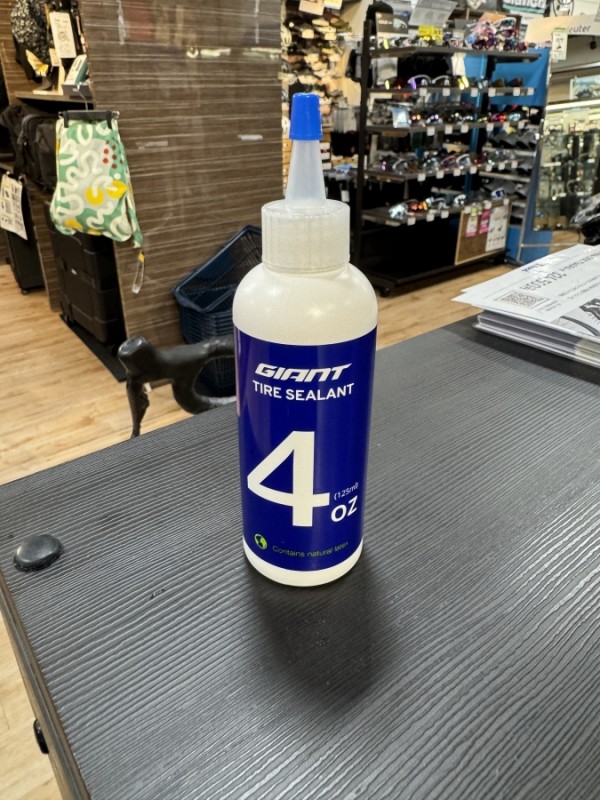 GIANT
TIRE SEALANT
4
(125ml)
OZ
Contains natural latex